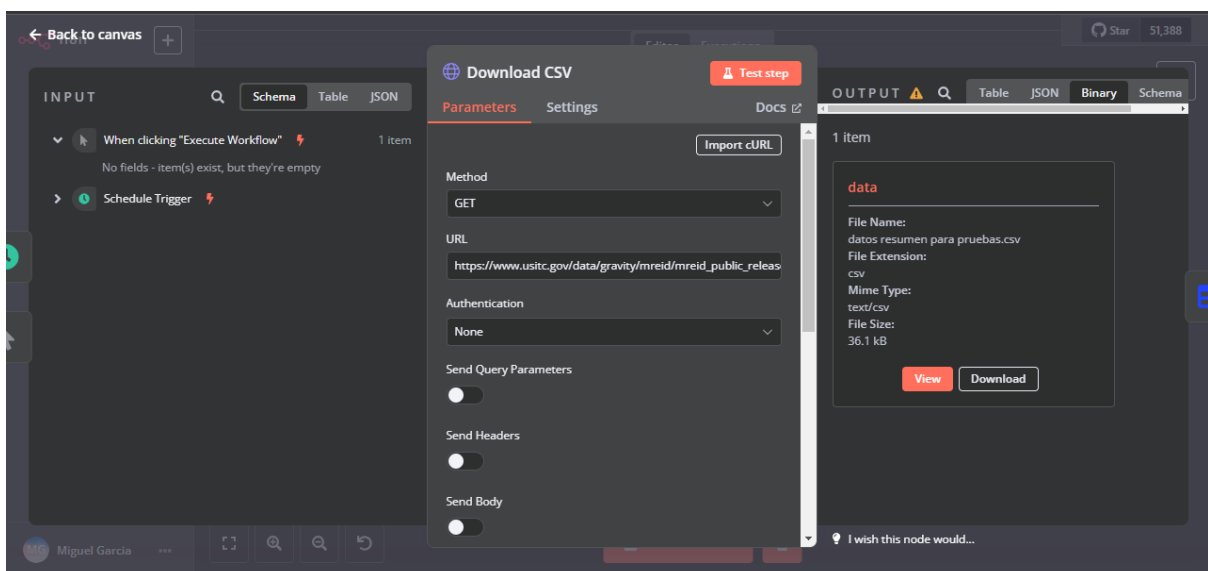 Back to canvas
Star 51,388
INPUT
Schema Table JSON
When clicking "Execute Workflow" 1 item
No fields - item(s) exist, but they're empty
Schedule Trigger
Download CSV
Test step
Parameters Settings Docs
Import cURL
Method
GET
URL
https://www.usitc.gov/data/gravity/mreid/mreid_public_releas
Authentication
None
Send Query Parameters
Send Headers
Send Body
OUTPUT Table JSON Binary Schema
1 item
data
File Name:
datos resumen para pruebas.csv
File Extension:
csv
Mime Type:
text/csv
File Size:
36.1 kB
View Download
I wish this node would...
MG Miguel Garcia